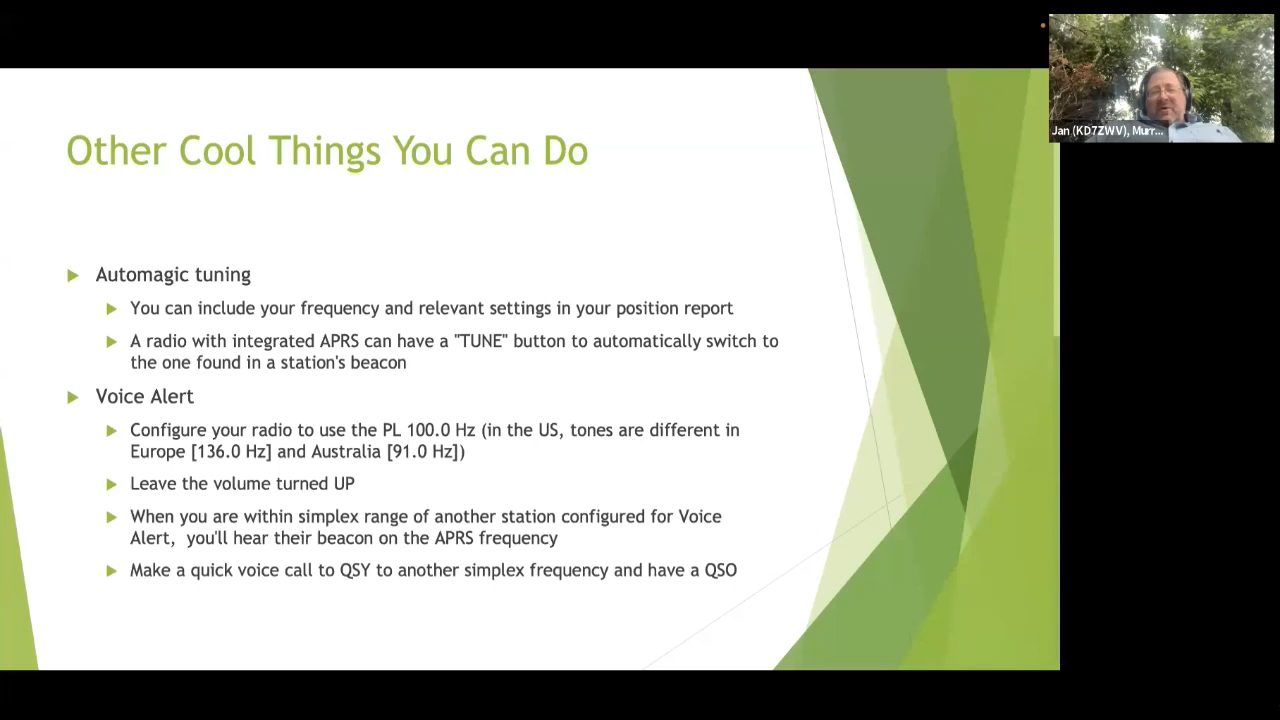 Jan (KD7ZWV), Murr...
Other Cool Things You Can Do
Automagic tuning
You can include your frequency and relevant settings in your position report
A radio with integrated APRS can have a "TUNE" button to automatically switch to
the one found in a station's beacon
Voice Alert
Configure your radio to use the PL 100.0 Hz (in the US, tones are different in
Europe [136.0 Hz] and Australia [91.0 Hz])
Leave the volume turned UP
When you are within simplex range of another station configured for Voice
Alert,  you'll hear their beacon on the APRS frequency
Make a quick voice call to QSY to another simplex frequency and have a QSO